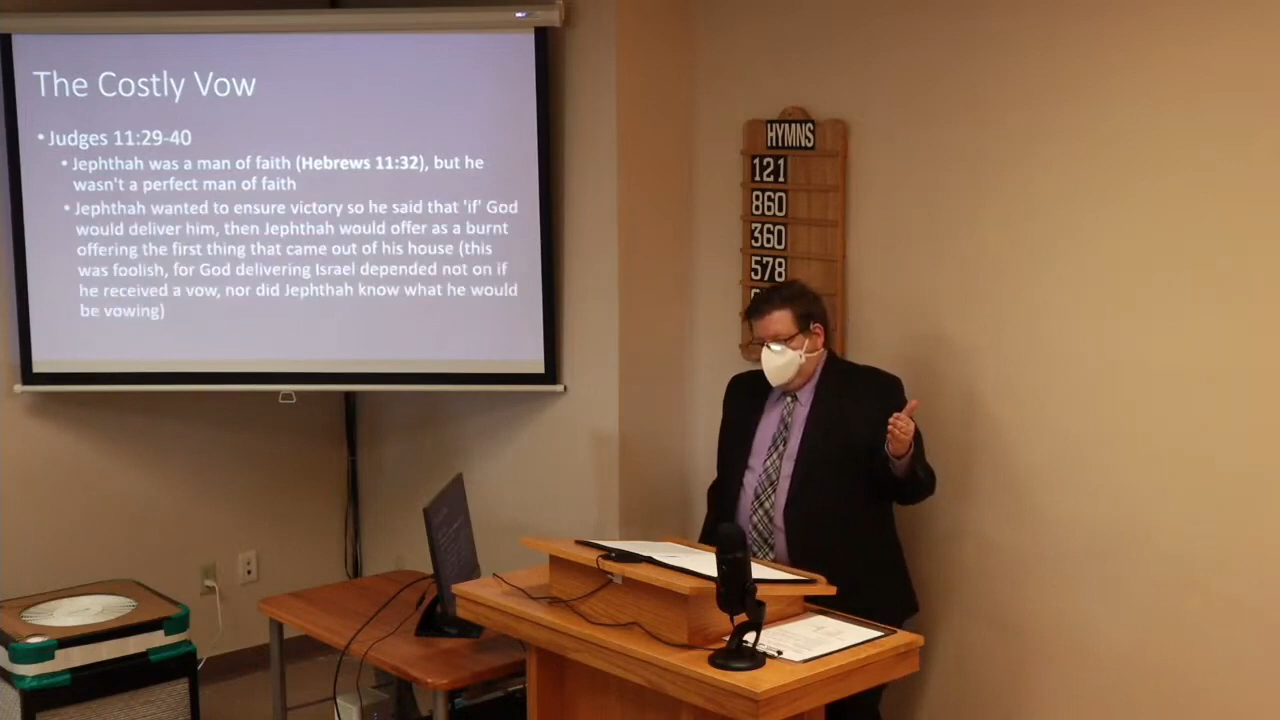 The Costly Vow
• Judges 11:29-40
• Jephthah was a man of faith (Hebrews 11:32), but he
wasn't a perfect man of faith
• Jephthah wanted to ensure victory so he said that 'if' God
would deliver him, then Jephthah would offer as a burnt
offering the first thing that came out of his house (this
was foolish, for God delivering Israel depended not on if
he received a vow, nor did Jephthah know what he would
be vowing)
HYMNS
121
860
360
578